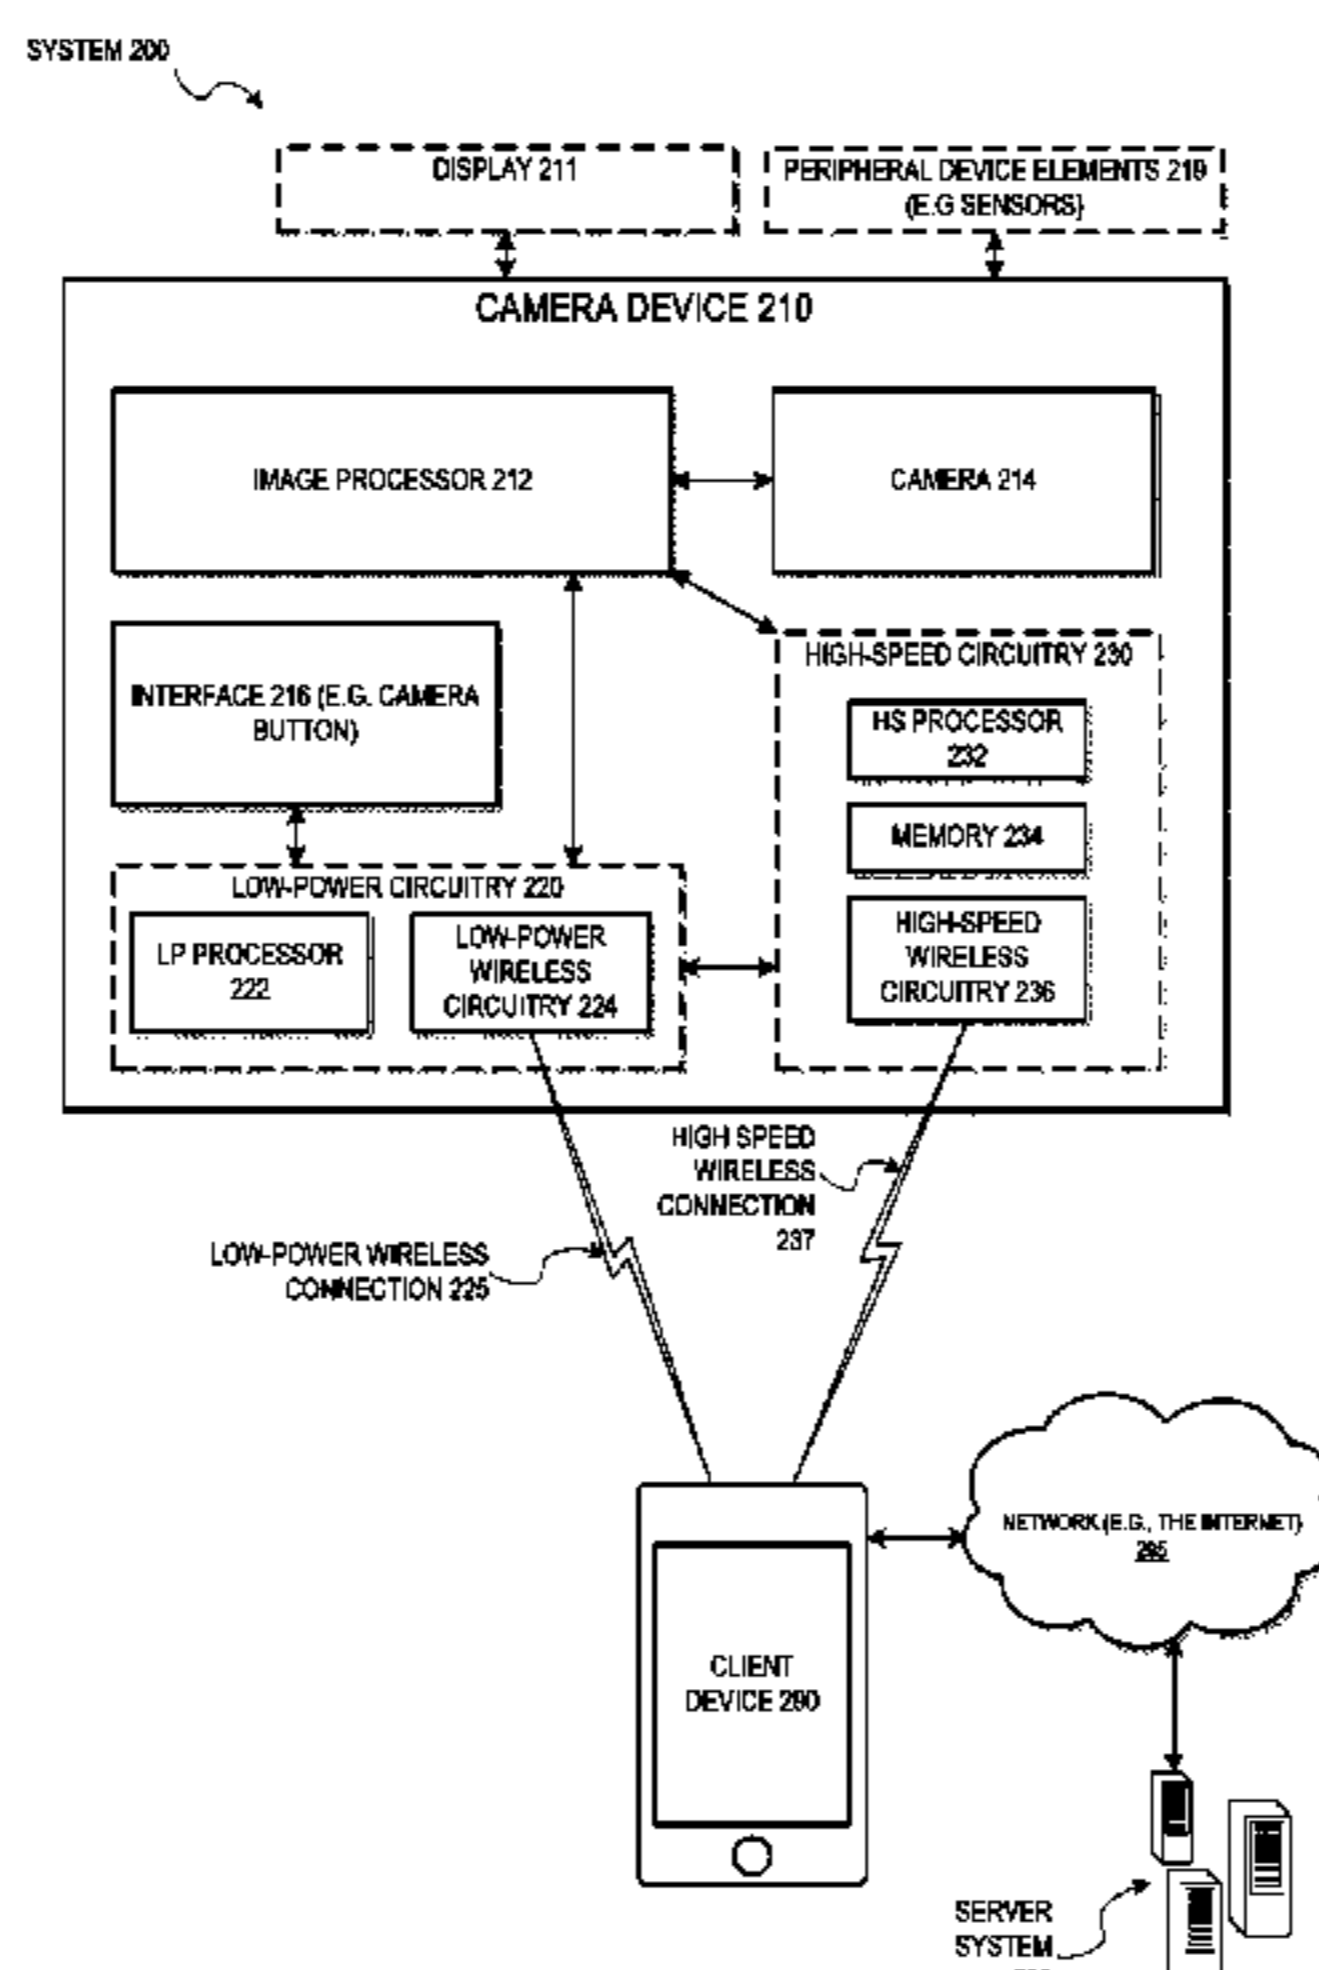 SYSTEM 200
DISPLAY 211
PERIPHERAL DEVICE ELEMENTS 219
(E.G SENSORS)
CAMERA DEVICE 210
IMAGE PROCESSOR 212
CAMERA 214
INTERFACE 216 (E.G. CAMERA
BUTTON)
HIGH-SPEED CIRCUITRY 230
HS PROCESSOR
232
MEMORY 234
HIGH-SPEED
WIRELESS
CIRCUITRY 236
LOW-POWER CIRCUITRY 220
LP PROCESSOR
222
LOW-POWER
WIRELESS
CIRCUITRY 224
HIGH SPEED
WIRELESS
CONNECTION
237
LOW-POWER WIRELESS
CONNECTION 225
NETWORK (E.G., THE INTERNET)
295
CLIENT
DEVICE 290
SERVER
SYSTEM